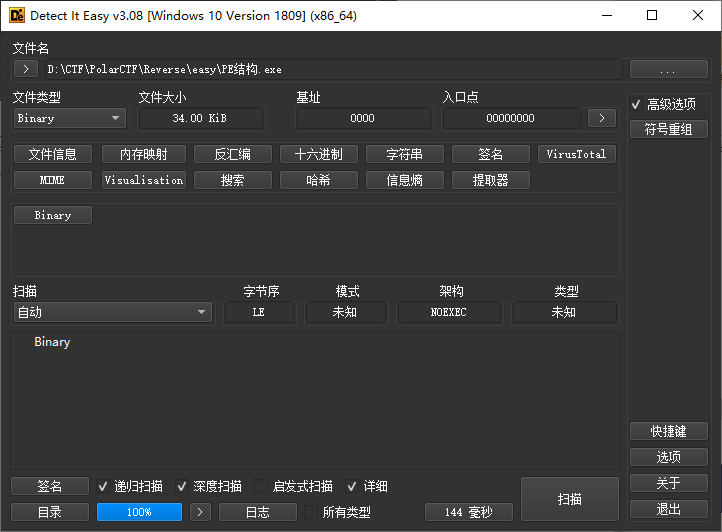 Detect It Easy v3.08 [Windows 10 Version 1809] (x86_64)
文件名
> D:\CTF\PolarCTF\Reverse\easy\PE结构.exe ...
文件类型 文件大小 基址 入口点 高级选项
Binary 34.00 KiB 0000 00000000 > 符号重组
文件信息 内存映射 反汇编 十六进制 字符串 签名 VirusTotal
MIME Visualisation 搜索 哈希 信息熵 提取器
Binary
扫描 字节序 模式 架构 类型
自动 LE 未知 NOEXEC 未知
Binary
快捷键
选项
签名 递归扫描 深度扫描 启发式扫描 详细 扫描 关于
目录 100% > 日志 所有类型 144 毫秒 退出